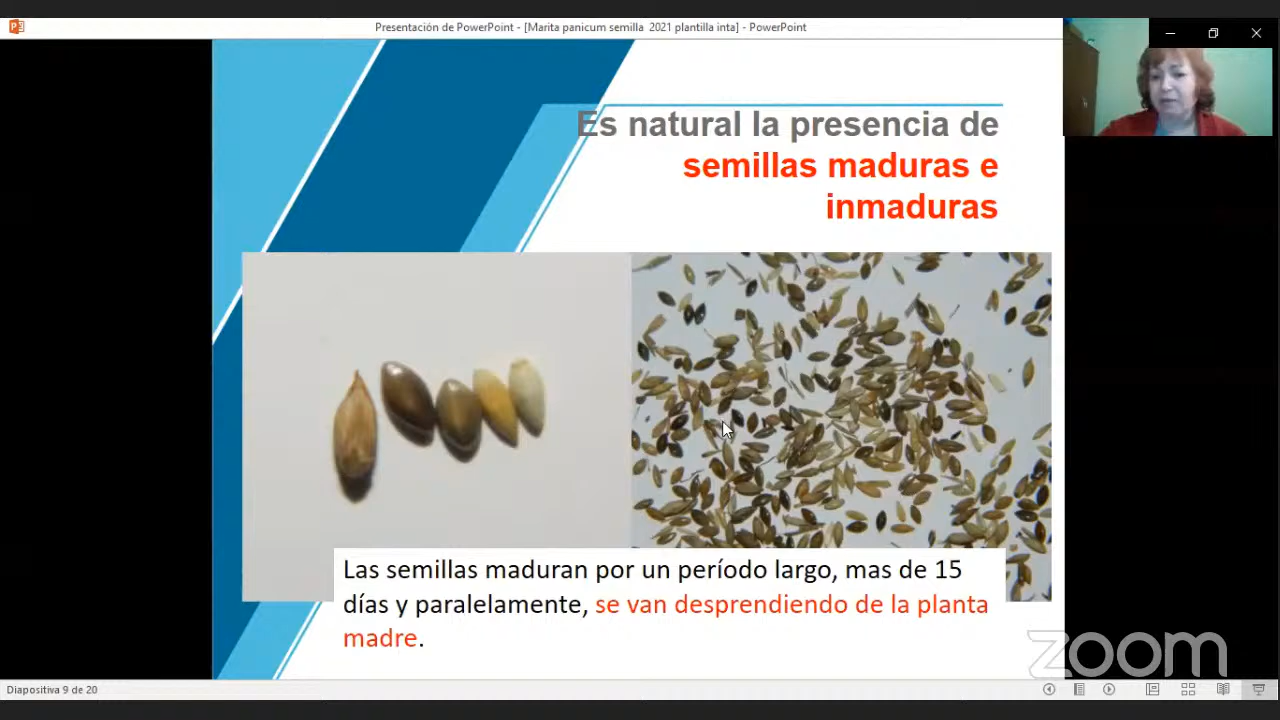 Presentación de PowerPoint - [Marita panicum semilla 2021 plantilla inta] - PowerPoint
Es natural la presencia de
semillas maduras e
inmaduras
Las semillas maduran por un período largo, mas de 15
días y paralelamente, se van desprendiendo de la planta
madre.
zoom
Diapositiva 9 de 20